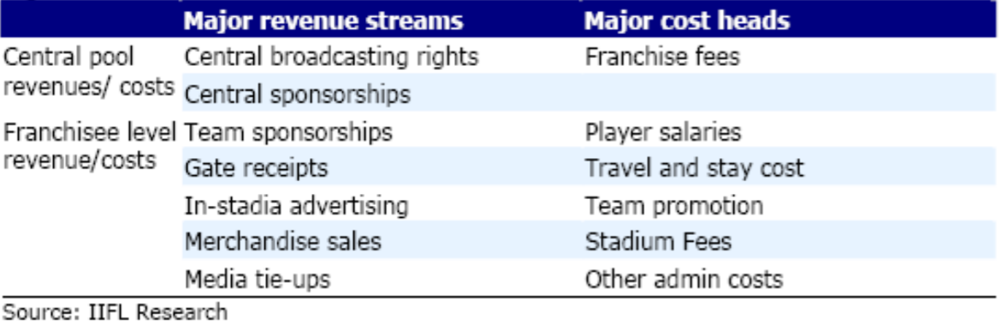 Major revenue streams Major cost heads
Central pool Central broadcasting rights Franchise fees
revenues/ costs Central sponsorships
Franchisee level Team sponsorships Player salaries
revenue/costs Gate receipts Travel and stay cost
In-stadia advertising Team promotion
Merchandise sales Stadium Fees
Media tie-ups Other admin costs
Source: IIFL Research